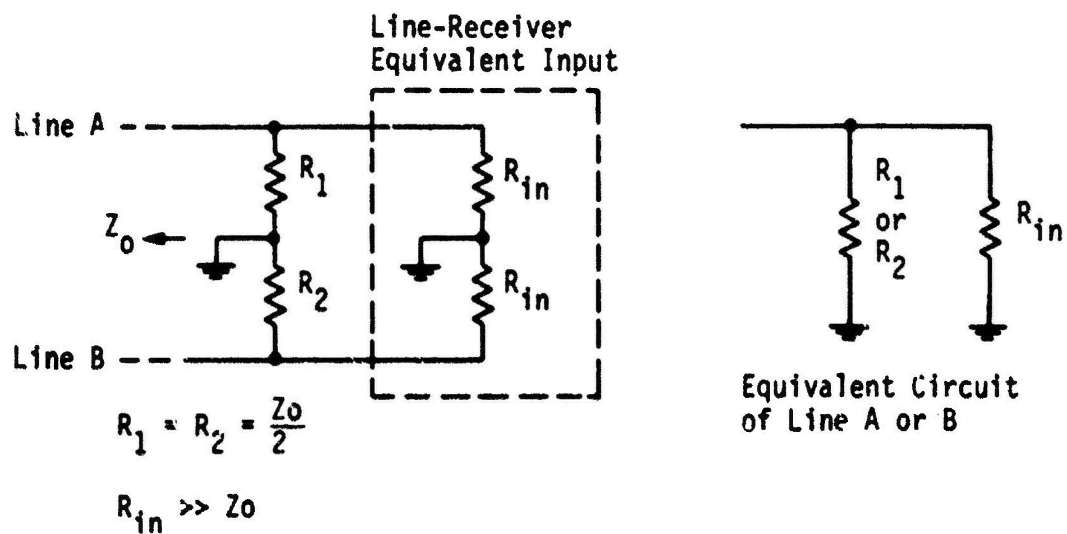 Line-Receiver
Equivalent Input
Line A
R1
Rin
Zo
R2
Rin
Line B
R1 = R2 = Zo/2
Rin >> Zo
R1
or
R2
Rin
Equivalent Circuit
of Line A or B